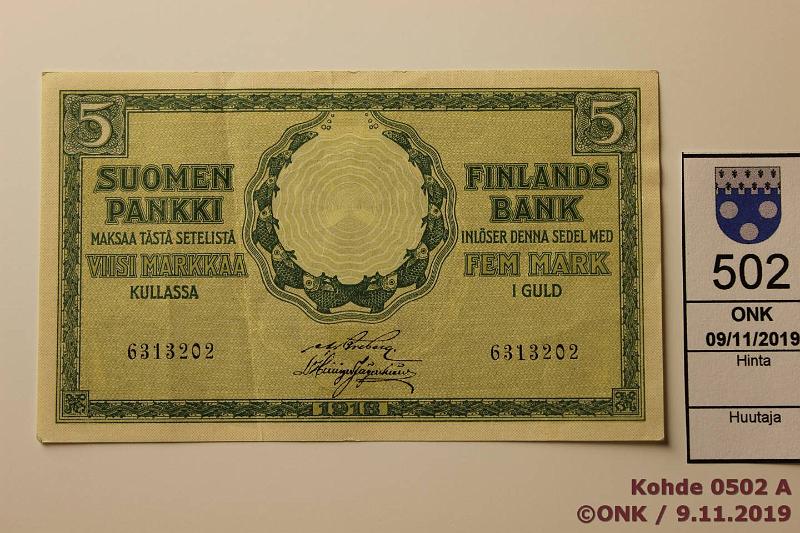 5 5
SUOMEN
PANKKI
MAKSAA TÄSTÄ SETELISTÄ
VIISI MARKKAA
KULLASSA
6313202
FINLANDS
BANK
INLÖSER DENNA SEDEL MED
FEM MARK
I GULD
6313202
502
ONK
09/11/2019
Hinta
Huutaja
Kohde 0502 A
©ONK / 9.11.2019